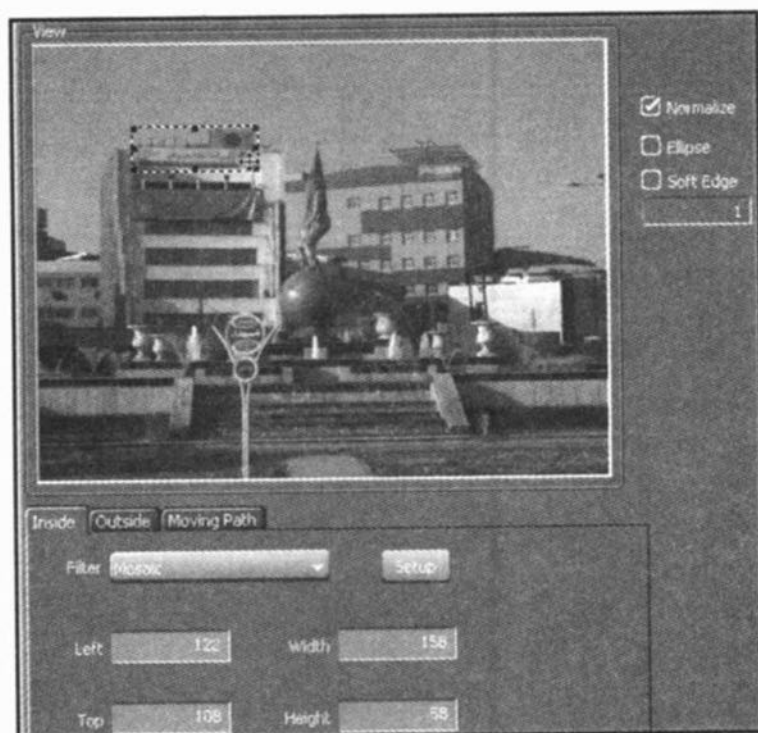 View
Normalize
Ellipse
Soft Edge
1
Inside Outside Moving Path
Filter Mosaic Setup
Left 122 Width 158
Top 108 Height 58